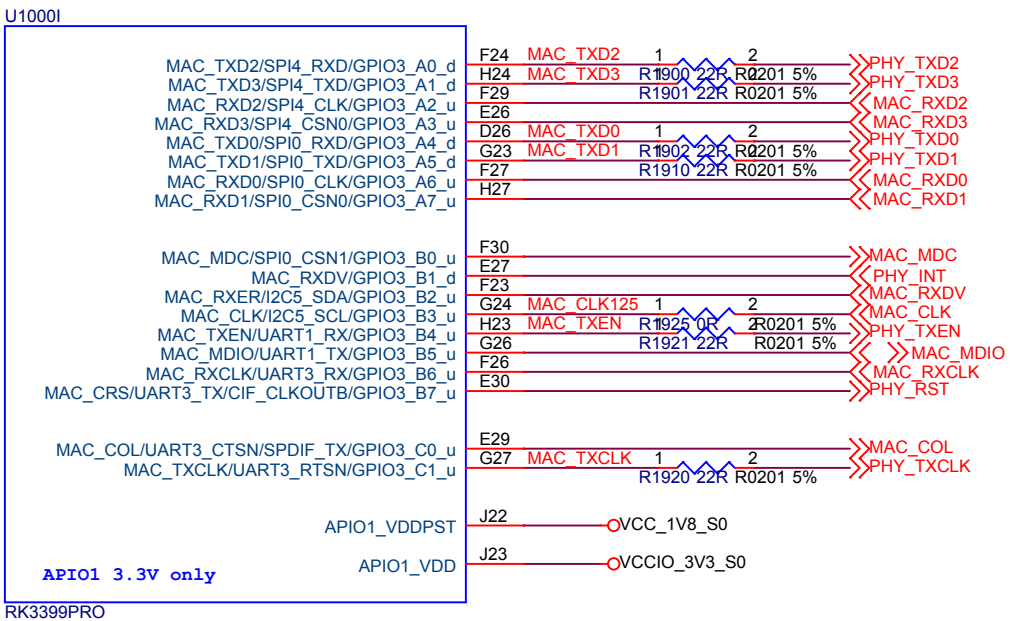 U1000I
MAC_TXD2/SPI4_RXD/GPIO3_A0_d F24 MAC_TXD2 1 2 PHY_TXD2
R1900 22R R0201 5%
MAC_TXD3/SPI4_TXD/GPIO3_A1_d H24 MAC_TXD3 1 2 PHY_TXD3
R1901 22R R0201 5%
MAC_RXD2/SPI4_CLK/GPIO3_A2_u F29 MAC_RXD2
MAC_RXD3/SPI4_CSN0/GPIO3_A3_u E26 MAC_RXD3
MAC_TXD0/SPI0_RXD/GPIO3_A4_d D26 MAC_TXD0 1 2 PHY_TXD0
R1902 22R R0201 5%
MAC_TXD1/SPI0_TXD/GPIO3_A5_d G23 MAC_TXD1 1 2 PHY_TXD1
R1910 22R R0201 5%
MAC_RXD0/SPI0_CLK/GPIO3_A6_u F27 MAC_RXD0
MAC_RXD1/SPI0_CSN0/GPIO3_A7_u H27 MAC_RXD1
MAC_MDC/SPI0_CSN1/GPIO3_B0_u F30 MAC_MDC
MAC_RXDV/GPIO3_B1_d E27 PHY_INT
MAC_RXER/I2C5_SDA/GPIO3_B2_u F23 MAC_RXDV
MAC_CLK/I2C5_SCL/GPIO3_B3_u G24 MAC_CLK125 1 2 MAC_CLK
R1925 0R R0201 5%
MAC_TXEN/UART1_RX/GPIO3_B4_u H23 MAC_TXEN 1 2 PHY_TXEN
R1921 22R R0201 5%
MAC_MDIO/UART1_TX/GPIO3_B5_u G26 MAC_MDIO
MAC_RXCLK/UART3_RX/GPIO3_B6_u F26 MAC_RXCLK
MAC_CRS/UART3_TX/CIF_CLKOUTB/GPIO3_B7_u E30 PHY_RST
MAC_COL/UART3_CTSN/SPDIF_TX/GPIO3_C0_u E29 MAC_COL
MAC_TXCLK/UART3_RTSN/GPIO3_C1_u G27 MAC_TXCLK 1 2 PHY_TXCLK
R1920 22R R0201 5%
APIO1_VDDPST J22 VCC_1V8_S0
APIO1_VDD J23 VCCIO_3V3_S0
APIO1 3.3V only
RK3399PRO